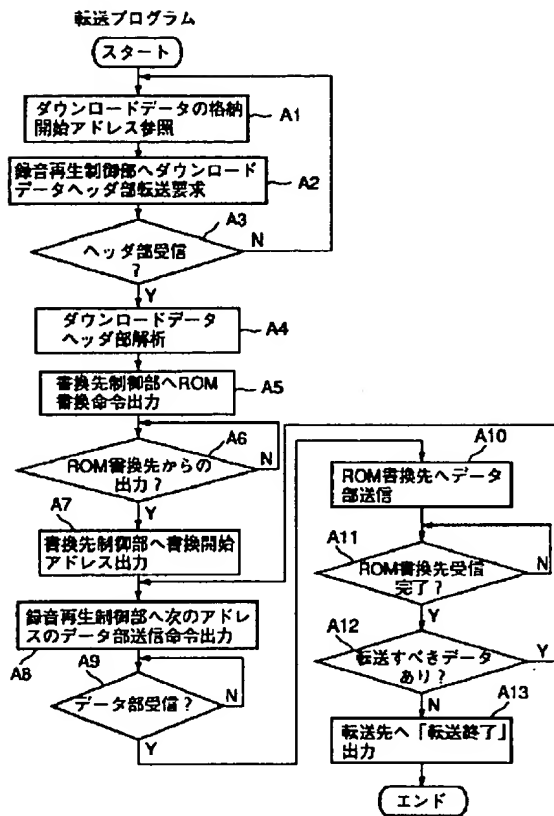 転送プログラム
スタート
ダウンロードデータの格納
開始アドレス参照
A1
録音再生制御部へダウンロード
データヘッダ部転送要求
A2
A3
ヘッダ部受信
?
N
Y
ダウンロードデータ
ヘッダ部解析
A4
書換先制御部へROM
書換命令出力
A5
A6
ROM書換先からの
出力?
N
Y
A7
書換先制御部へ書換開始
アドレス出力
録音再生制御部へ次のアドレ
スのデータ部送信命令出力
A8
A9
データ部受信?
N
Y
A10
ROM書換先へデータ
部送信
A11
ROM書換先受信
完了?
N
Y
A12
転送すべきデータ
あり?
Y
N
A13
転送先へ「転送終了」
出力
エンド